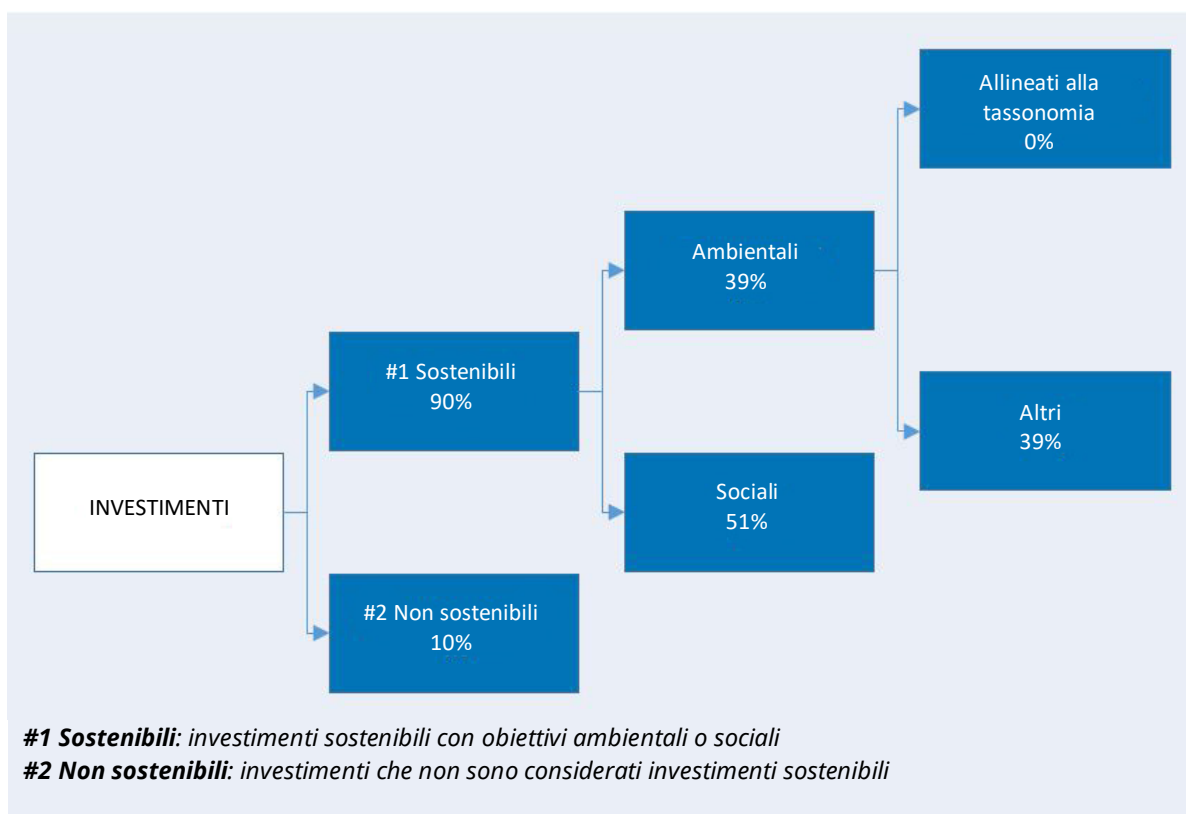 Allineati alla
tassonomia
0%
Ambientali
39%
#1 Sostenibili
90%
Altri
39%
INVESTIMENTI
Sociali
51%
#2 Non sostenibili
10%
#1 Sostenibili: investimenti sostenibili con obiettivi ambientali o sociali
#2 Non sostenibili: investimenti che non sono considerati investimenti sostenibili